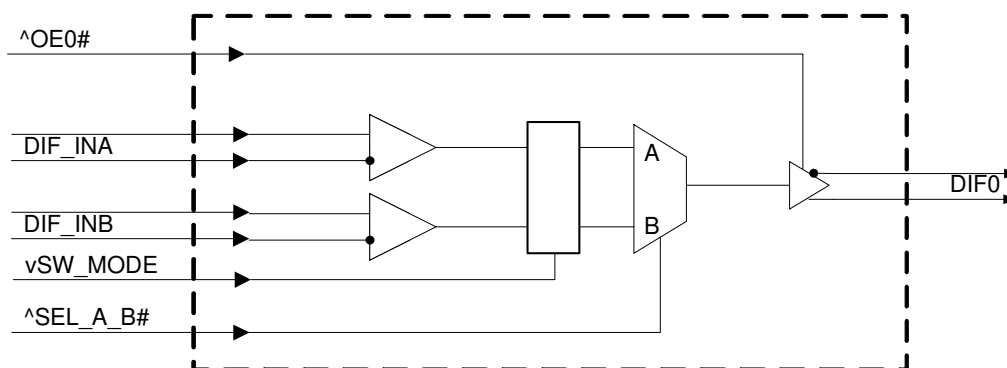 ^OE0#
DIF_INA
A
DIF0
B
DIF_INB
vSW_MODE
^SEL_A_B#